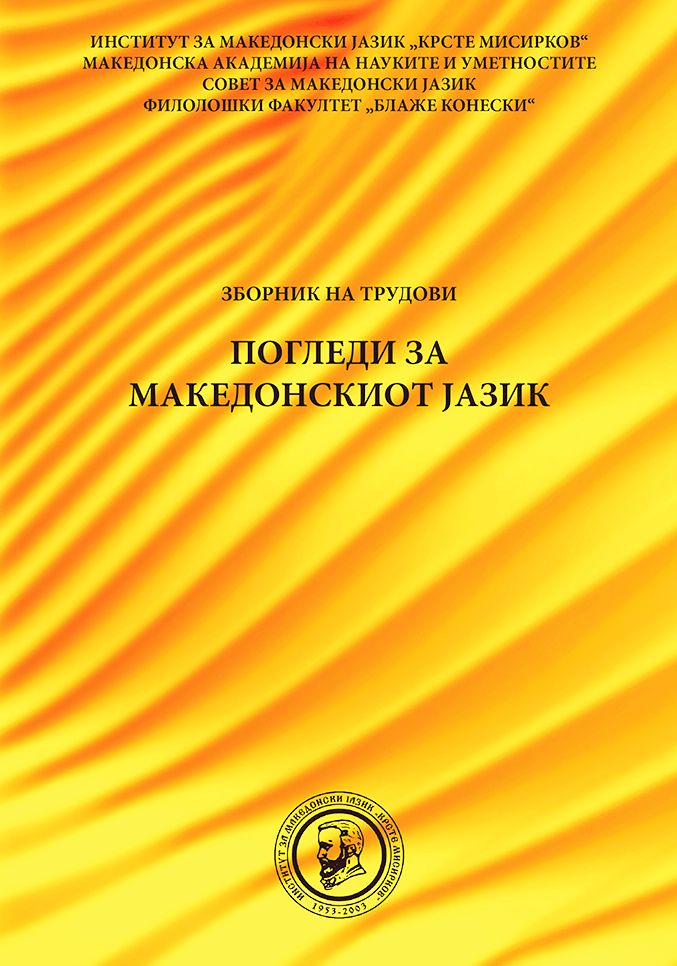 ИНСТИТУТ ЗА МАКЕДОНСКИ ЈАЗИК „КРСТЕ МИСИРКОВ“
МАКЕДОНСКА АКАДЕМИЈА НА НАУКИТЕ И УМЕТНОСТИТЕ
СОВЕТ ЗА МАКЕДОНСКИ ЈАЗИК
ФИЛОЛОШКИ ФАКУЛТЕТ „БЛАЖЕ КОНЕСКИ“
ЗБОРНИК НА ТРУДОВИ
ПОГЛЕДИ ЗА
МАКЕДОНСКИОТ ЈАЗИК
ИНСТИТУТ ЗА МАКЕДОНСКИ ЈАЗИК „КРСТЕ МИСИРКОВ“
1953-2003